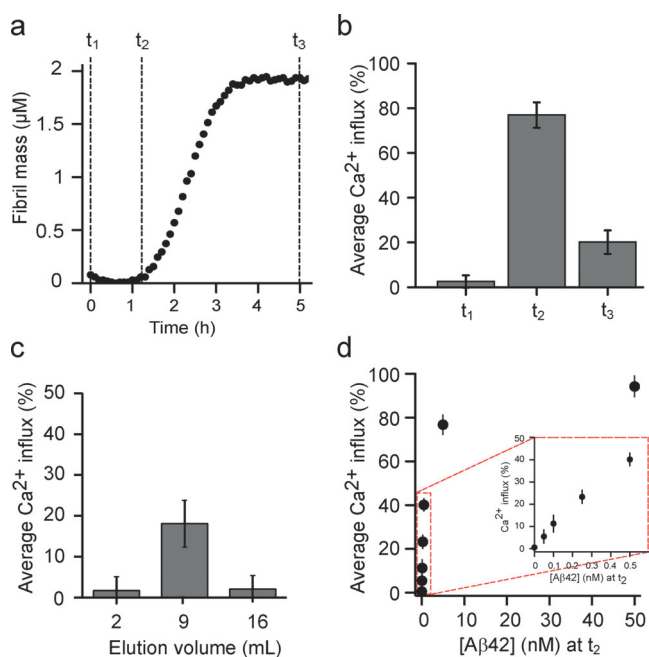 a
t1
t2
t3
2
1.5
1
0.5
0
Fibril mass (µM)
0
1
2
3
4
5
Time (h)
b
100
80
60
40
20
0
Average Ca2+ influx (%)
t1
t2
t3
c
50
40
30
20
10
0
Average Ca2+ influx (%)
2
9
16
Elution volume (mL)
d
100
80
60
40
20
0
Average Ca2+ influx (%)
0
10
20
30
40
50
[Aβ42] (nM) at t2
50
40
30
20
10
0
Ca2+ influx (%)
0
0.1
0.2
0.3
0.4
0.5
[Aβ42] (nM) at t2